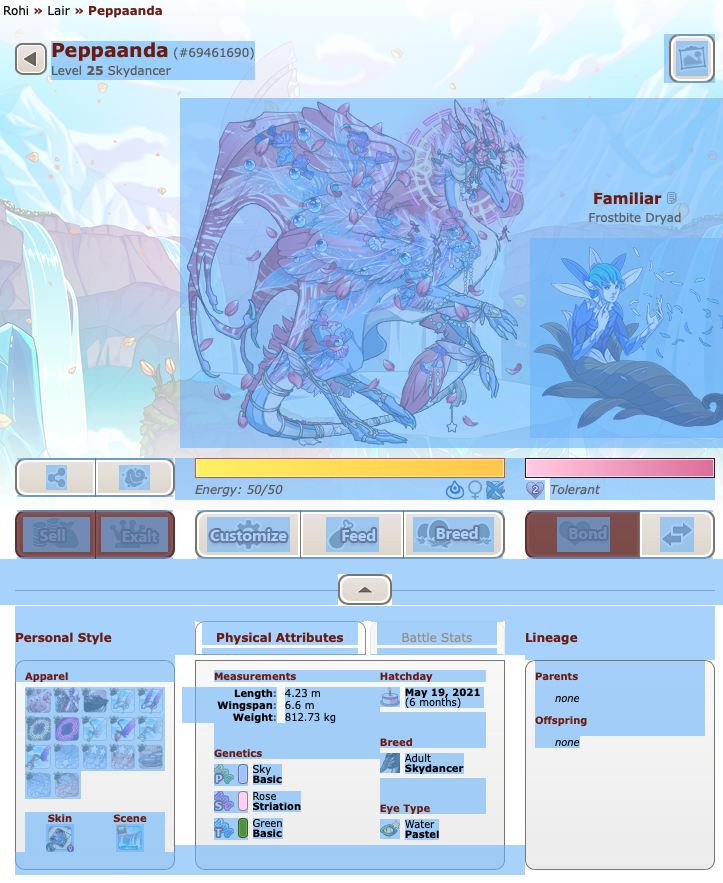 Rohi » Lair » Peppaanda
Peppaanda (#69461690)
Level 25 Skydancer
Familiar
Frostbite Dryad
Energy: 50/50
2 Tolerant
Sell
Exalt
Customize
Feed
Breed
Bond
Personal Style
Physical Attributes
Battle Stats
Lineage
Apparel
Skin
Scene
Measurements
Length: 4.23 m
Wingspan: 6.6 m
Weight: 812.73 kg
Genetics
P Sky
Basic
S Rose
Striation
T Green
Basic
Hatchday
May 19, 2021
(6 months)
Breed
Adult
Skydancer
Eye Type
Water
Pastel
Parents
none
Offspring
none